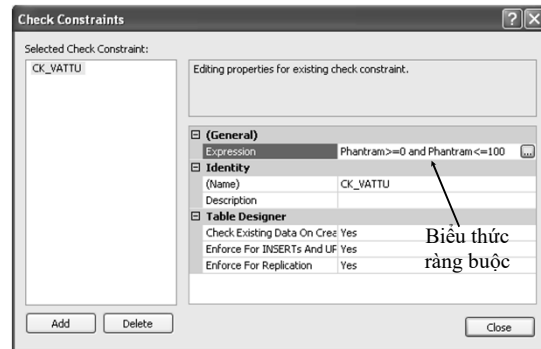 Check Constraints
Selected Check Constraint:
CK_VATTU
Editing properties for existing check constraint.
(General)
Expression Phantram>=0 and Phantram<=100 ...
Identity
(Name) CK_VATTU
Description
Table Designer
Check Existing Data On Crea Yes
Enforce For INSERTs And UP Yes
Enforce For Replication Yes
Biểu thức
ràng buộc
Add Delete Close